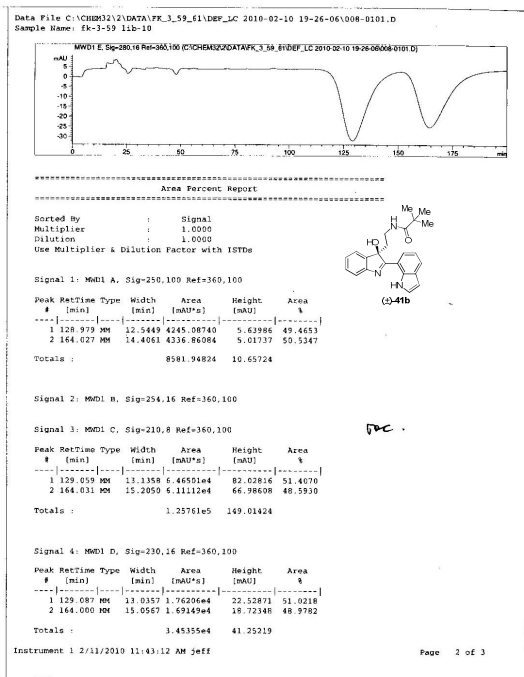 Data File C:\CHEM32\2\DATA\FK_3_59_61\DEF_LC 2010-02-10 19-26-06\008-0101.D
Sample Name: fk-3-59 lib-10
MWD1 E, Sig=280,16 Ref=360,100 (C:\CHEM32\2\DATA\FK_3_59_61\DEF_LC 2010-02-10 19-26-06\008-0101.D)
mAU
5
0
-5
-10
-15
-20
-25
-30
0 25 50 75 100 125 150 175 min
=====================================================================
Area Percent Report
=====================================================================
Sorted By : Signal
Multiplier : 1.0000
Dilution : 1.0000
Use Multiplier & Dilution Factor with ISTDs
Me Me
Me
N
H
O
HO
N
HN
(±)-41b
Signal 1: MWD1 A, Sig=250,100 Ref=360,100
Peak RetTime Type Width Area Height Area
# [min] [min] [mAU*s] [mAU] %
----|-------|----|-------|----------|----------|--------|
1 128.979 MM 12.5449 4245.08740 5.63986 49.4653
2 164.027 MM 14.4061 4336.86084 5.01737 50.5347
Totals : 8581.94824 10.65724
Signal 2: MWD1 B, Sig=254,16 Ref=360,100
Signal 3: MWD1 C, Sig=210,8 Ref=360,100
Peak RetTime Type Width Area Height Area
# [min] [min] [mAU*s] [mAU] %
----|-------|----|-------|----------|----------|--------|
1 129.059 MM 13.1358 6.46501e4 82.02816 51.4070
2 164.031 MM 15.2050 6.11112e4 66.98608 48.5930
Totals : 1.25761e5 149.01424
Signal 4: MWD1 D, Sig=230,16 Ref=360,100
Peak RetTime Type Width Area Height Area
# [min] [min] [mAU*s] [mAU] %
----|-------|----|-------|----------|----------|--------|
1 129.087 MM 13.0357 1.76206e4 22.52871 51.0218
2 164.000 MM 15.0567 1.69149e4 18.72348 48.9782
Totals : 3.45355e4 41.25219
Instrument 1 2/11/2010 11:43:12 AM jeff Page 2 of 3